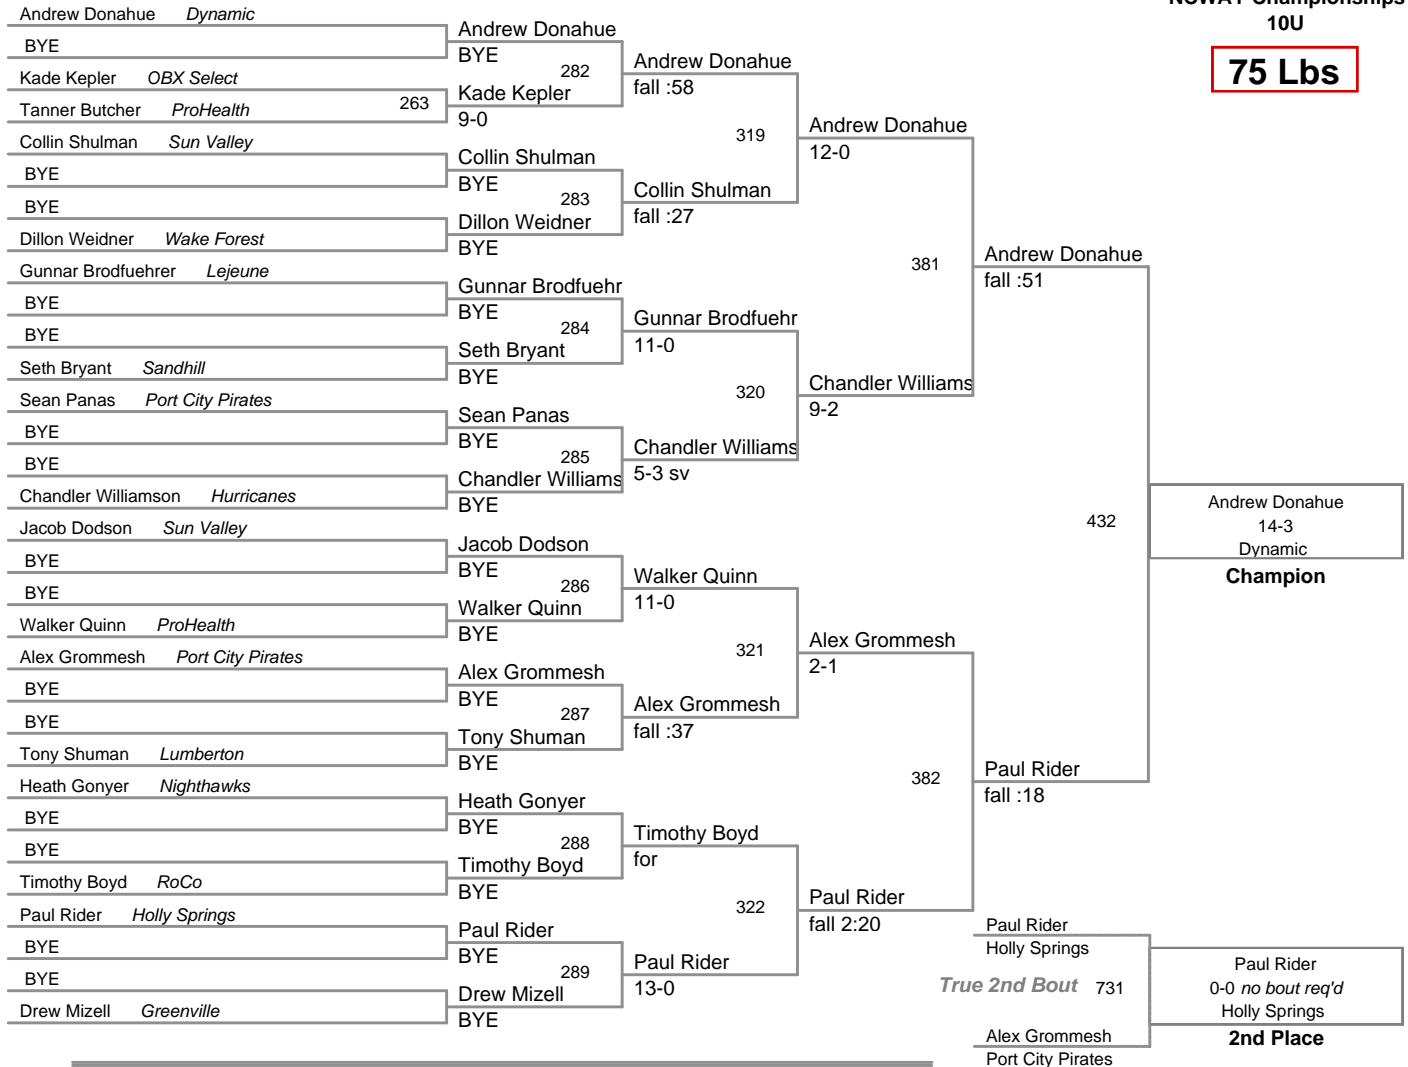 NCWAY Championships
10U
75 Lbs
Andrew Donahue Dynamic
BYE
Kade Kepler OBX Select
Tanner Butcher ProHealth
Collin Shulman Sun Valley
BYE
BYE
Dillon Weidner Wake Forest
Gunnar Brodfuehrer Lejeune
BYE
BYE
Seth Bryant Sandhill
Sean Panas Port City Pirates
BYE
BYE
Chandler Williamson Hurricanes
Jacob Dodson Sun Valley
BYE
BYE
Walker Quinn ProHealth
Alex Grommesh Port City Pirates
BYE
BYE
Tony Shuman Lumberton
Heath Gonyer Nighthawks
BYE
BYE
Timothy Boyd RoCo
Paul Rider Holly Springs
BYE
BYE
Drew Mizell Greenville
263
Andrew Donahue
BYE
282
Kade Kepler
9-0
Collin Shulman
BYE
283
Dillon Weidner
BYE
Gunnar Brodfuehr
BYE
284
Seth Bryant
BYE
Sean Panas
BYE
285
Chandler Williams
BYE
Jacob Dodson
BYE
286
Walker Quinn
BYE
Alex Grommesh
BYE
287
Tony Shuman
BYE
Heath Gonyer
BYE
288
Timothy Boyd
BYE
Paul Rider
BYE
289
Drew Mizell
BYE
Andrew Donahue
fall :58
319
Collin Shulman
fall :27
Gunnar Brodfuehr
11-0
320
Chandler Williams
5-3 sv
Walker Quinn
11-0
321
Alex Grommesh
fall :37
Timothy Boyd
for
322
Paul Rider
13-0
Andrew Donahue
12-0
381
Chandler Williams
9-2
Alex Grommesh
2-1
382
Paul Rider
fall 2:20
Andrew Donahue
fall :51
432
Paul Rider
fall :18
Andrew Donahue
14-3
Dynamic
Champion
Paul Rider
Holly Springs
True 2nd Bout 731
Alex Grommesh
Port City Pirates
Paul Rider
0-0 no bout req'd
Holly Springs
2nd Place